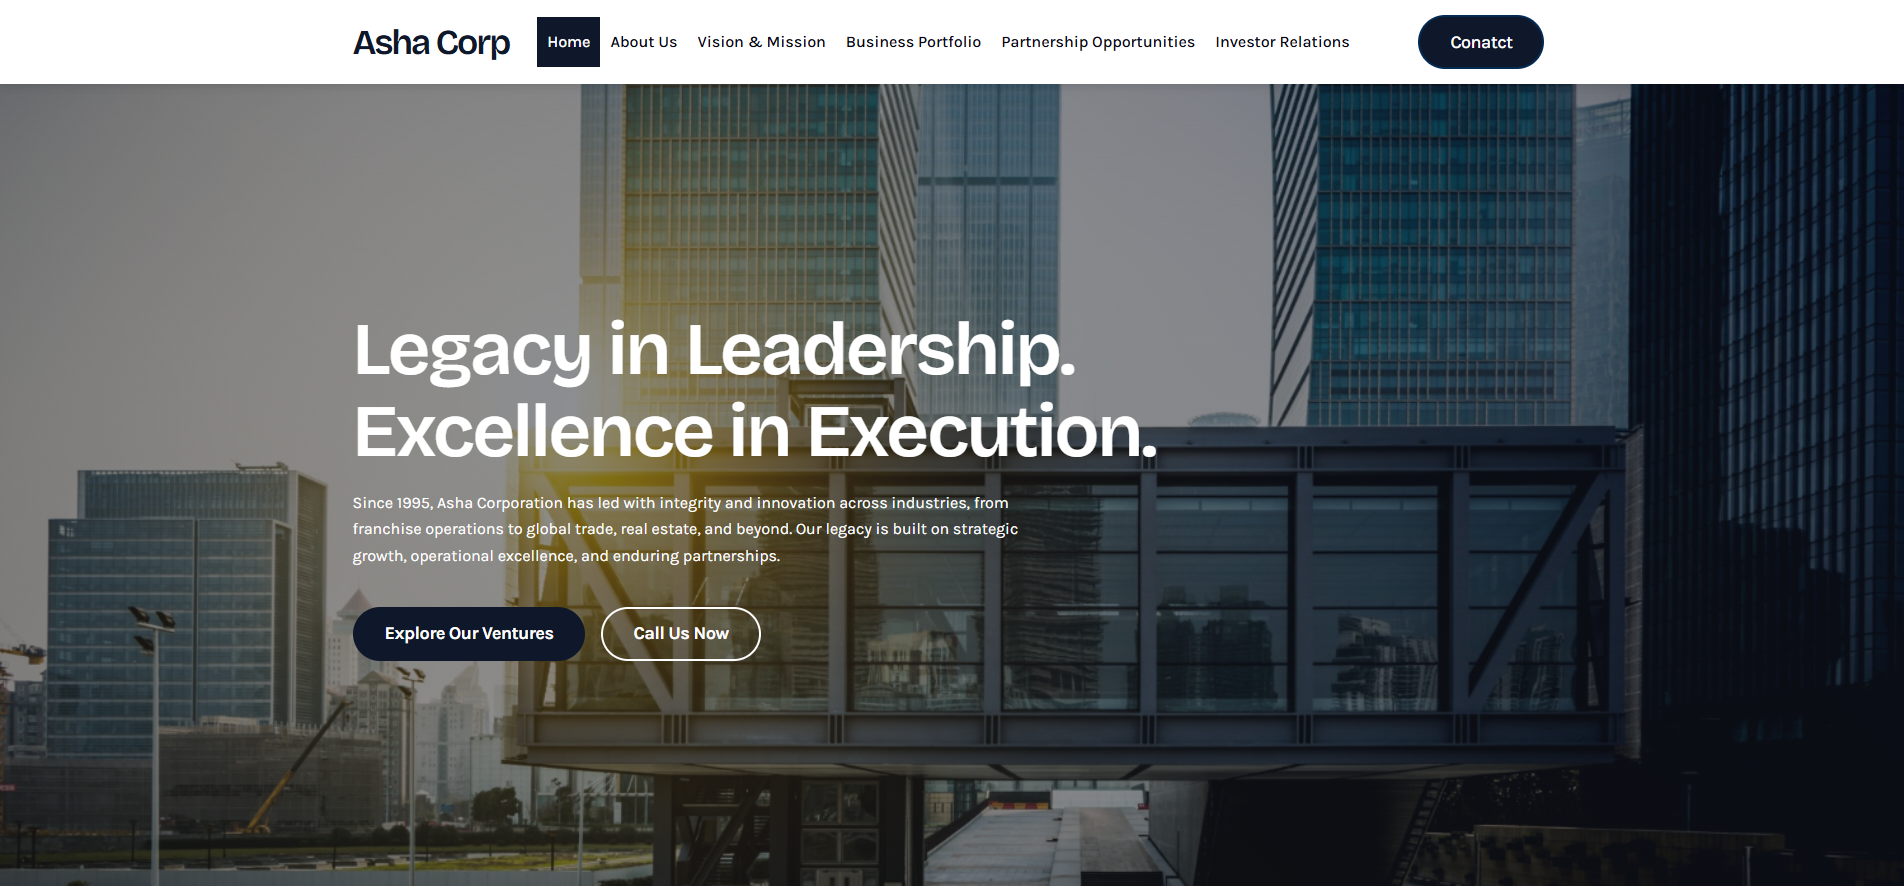 Asha Corp
Home About Us Vision & Mission Business Portfolio Partnership Opportunities Investor Relations
Conatct
Legacy in Leadership.
Excellence in Execution.
Since 1995, Asha Corporation has led with integrity and innovation across industries, from
franchise operations to global trade, real estate, and beyond. Our legacy is built on strategic
growth, operational excellence, and enduring partnerships.
Explore Our Ventures
Call Us Now